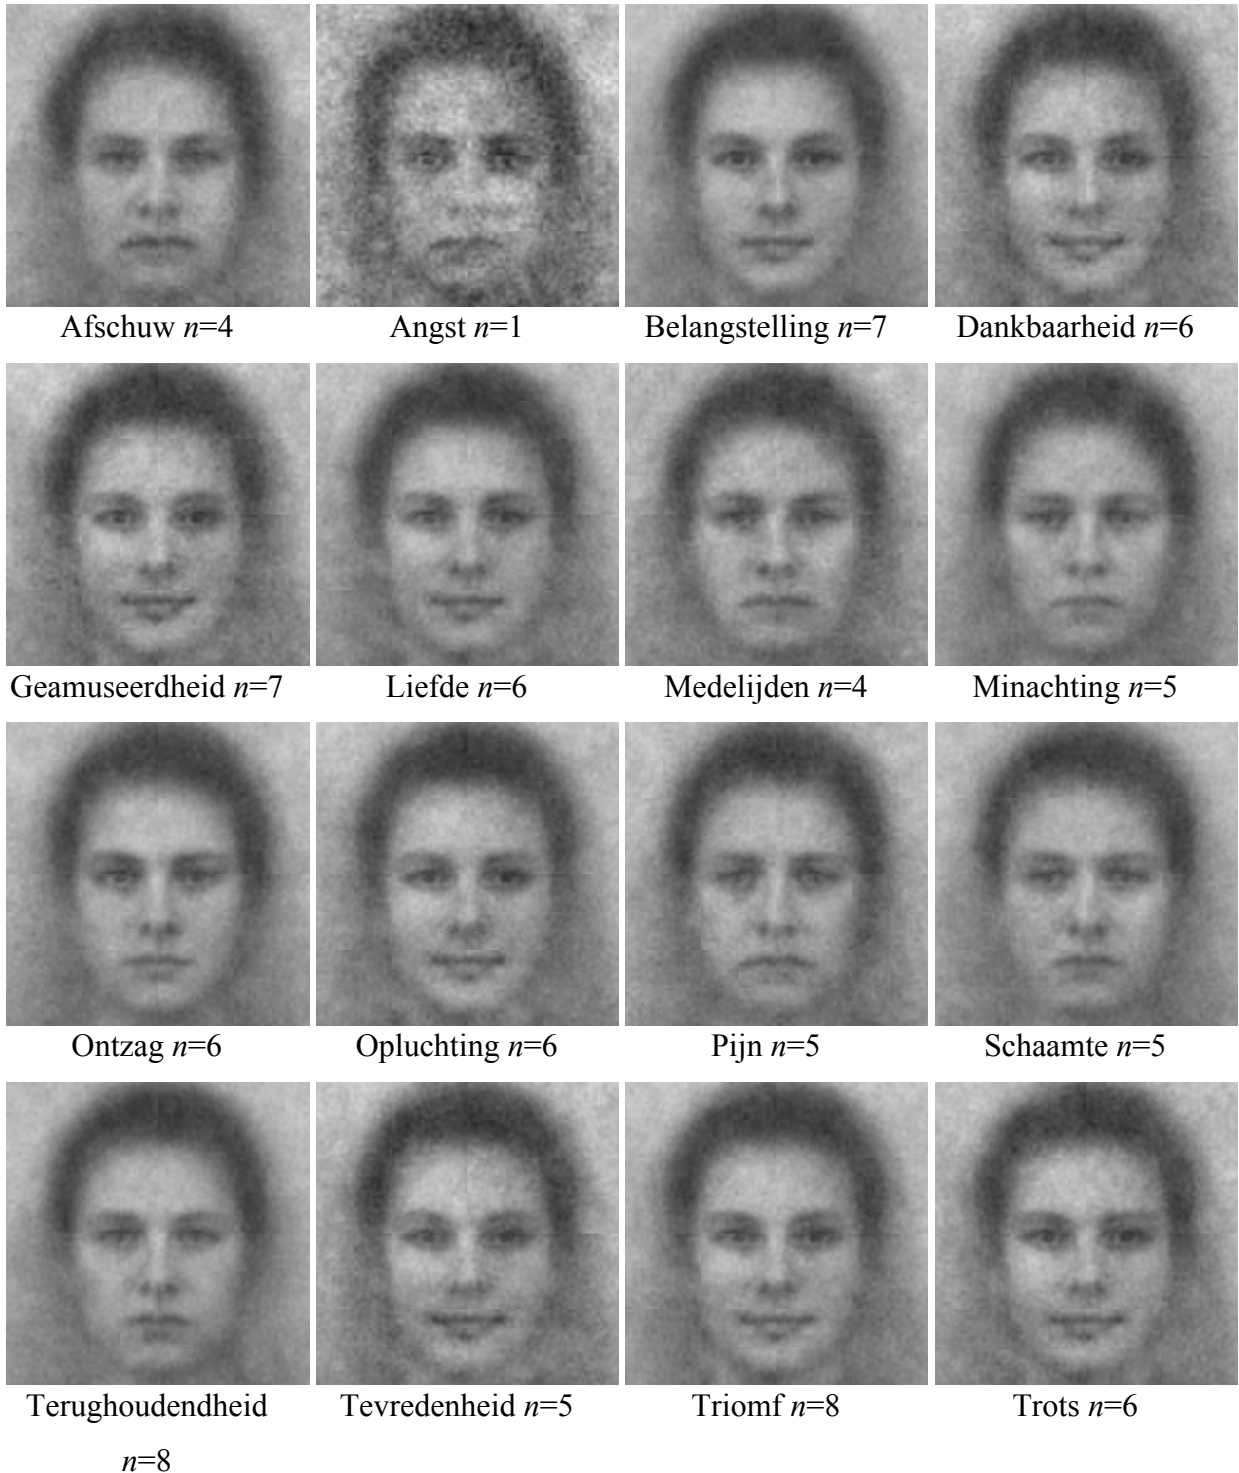 Afschuw n=4
Angst n=1
Belangstelling n=7
Dankbaarheid n=6
Geamuseerdheid n=7
Liefde n=6
Medelijden n=4
Minachting n=5
Ontzag n=6
Opluchting n=6
Pijn n=5
Schaamte n=5
Terughoudendheid
n=8
Tevredenheid n=5
Triomf n=8
Trots n=6